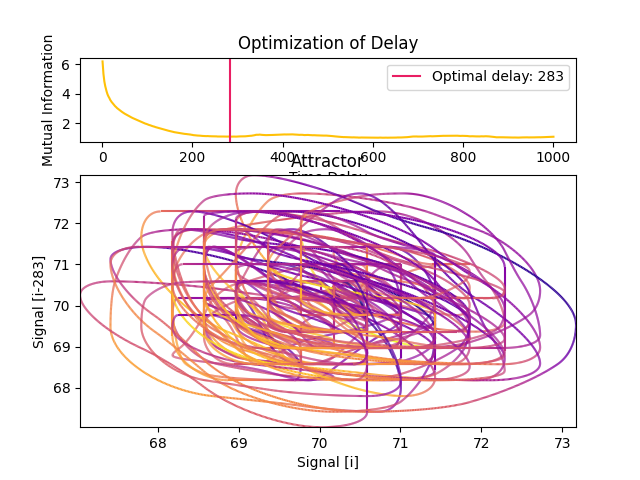 Optimization of Delay
Mutual Information
6
4
2
Optimal delay: 283
0 200 400 600 800 1000
Time Delay
Attractor
Signal [i-283]
73
72
71
70
69
68
68 69 70 71 72 73
Signal [i]